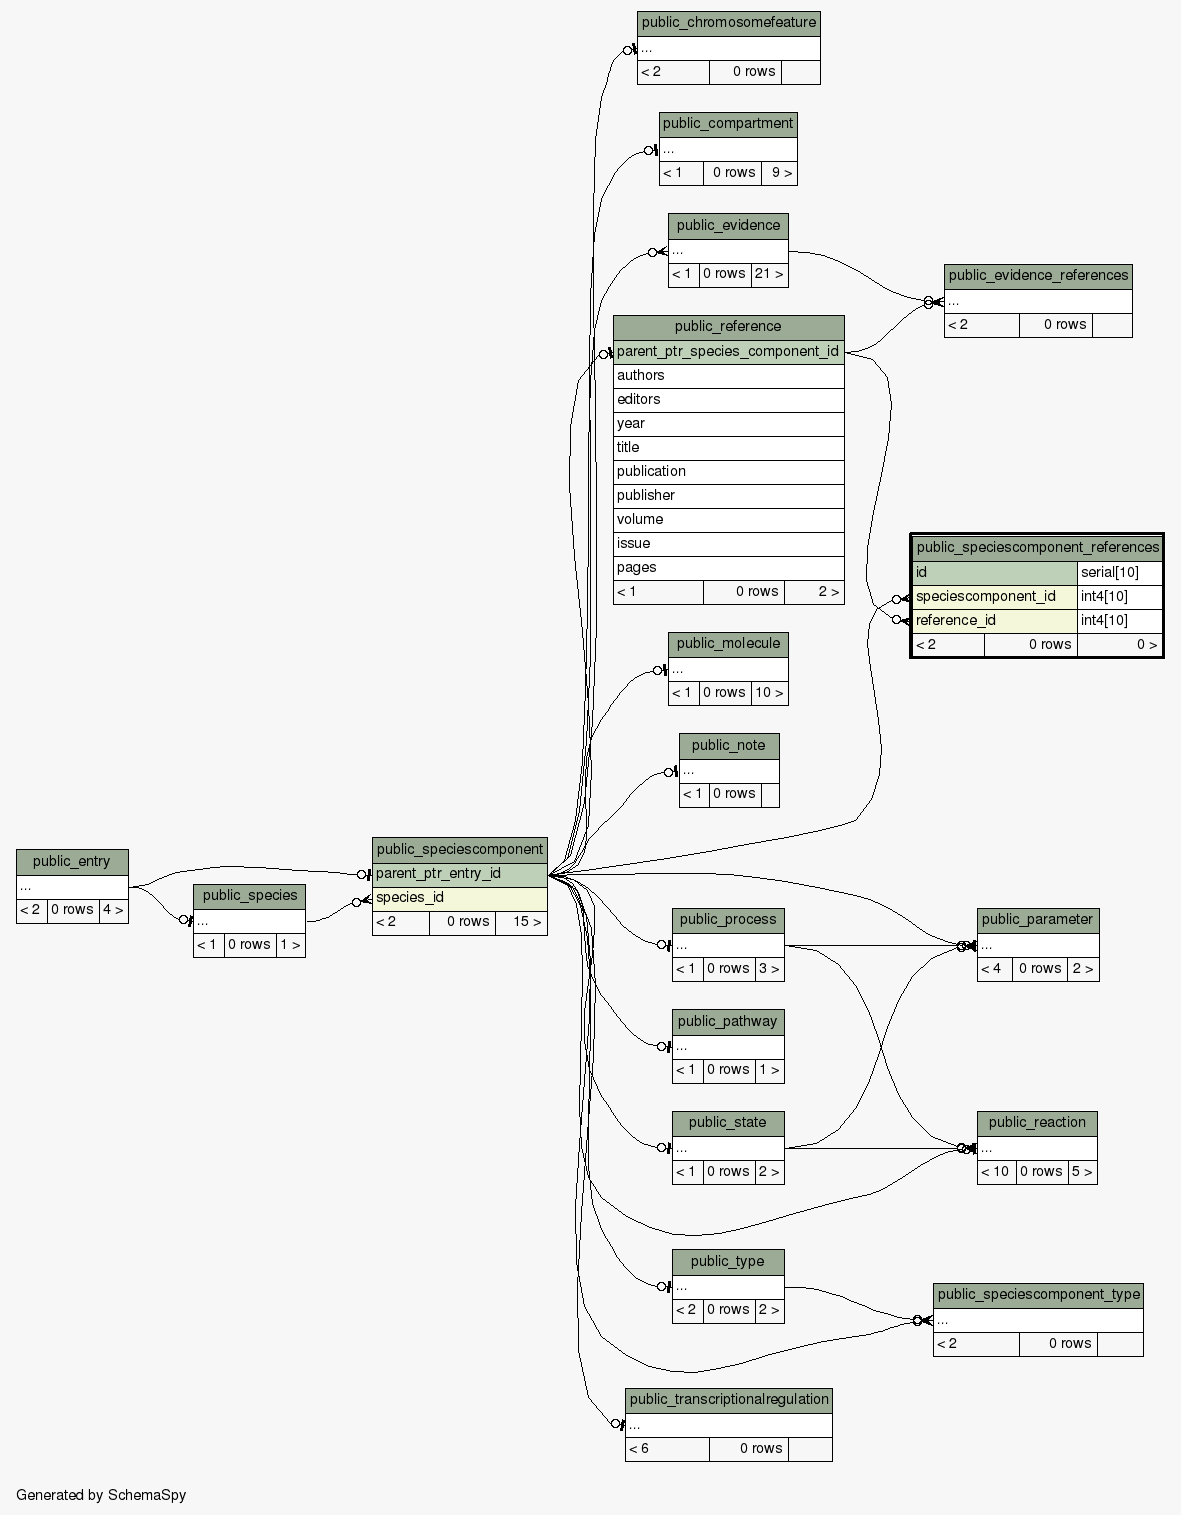 public_chromosomefeature
...
< 2 0 rows
public_compartment
...
< 1 0 rows 9 >
public_evidence
...
< 1 0 rows 21 >
public_evidence_references
...
< 2 0 rows
public_reference
parent_ptr_species_component_id
authors
editors
year
title
publication
publisher
volume
issue
pages
< 1 0 rows 2 >
public_speciescomponent_references
id serial[10]
speciescomponent_id int4[10]
reference_id int4[10]
< 2 0 rows 0 >
public_molecule
...
< 1 0 rows 10 >
public_note
...
< 1 0 rows
public_entry
...
< 2 0 rows 4 >
public_species
...
< 1 0 rows 1 >
public_speciescomponent
parent_ptr_entry_id
species_id
< 2 0 rows 15 >
public_process
...
< 1 0 rows 3 >
public_parameter
...
< 4 0 rows 2 >
public_pathway
...
< 1 0 rows 1 >
public_state
...
< 1 0 rows 2 >
public_reaction
...
< 10 0 rows 5 >
public_type
...
< 2 0 rows 2 >
public_speciescomponent_type
...
< 2 0 rows
public_transcriptionalregulation
...
< 6 0 rows
Generated by SchemaSpy